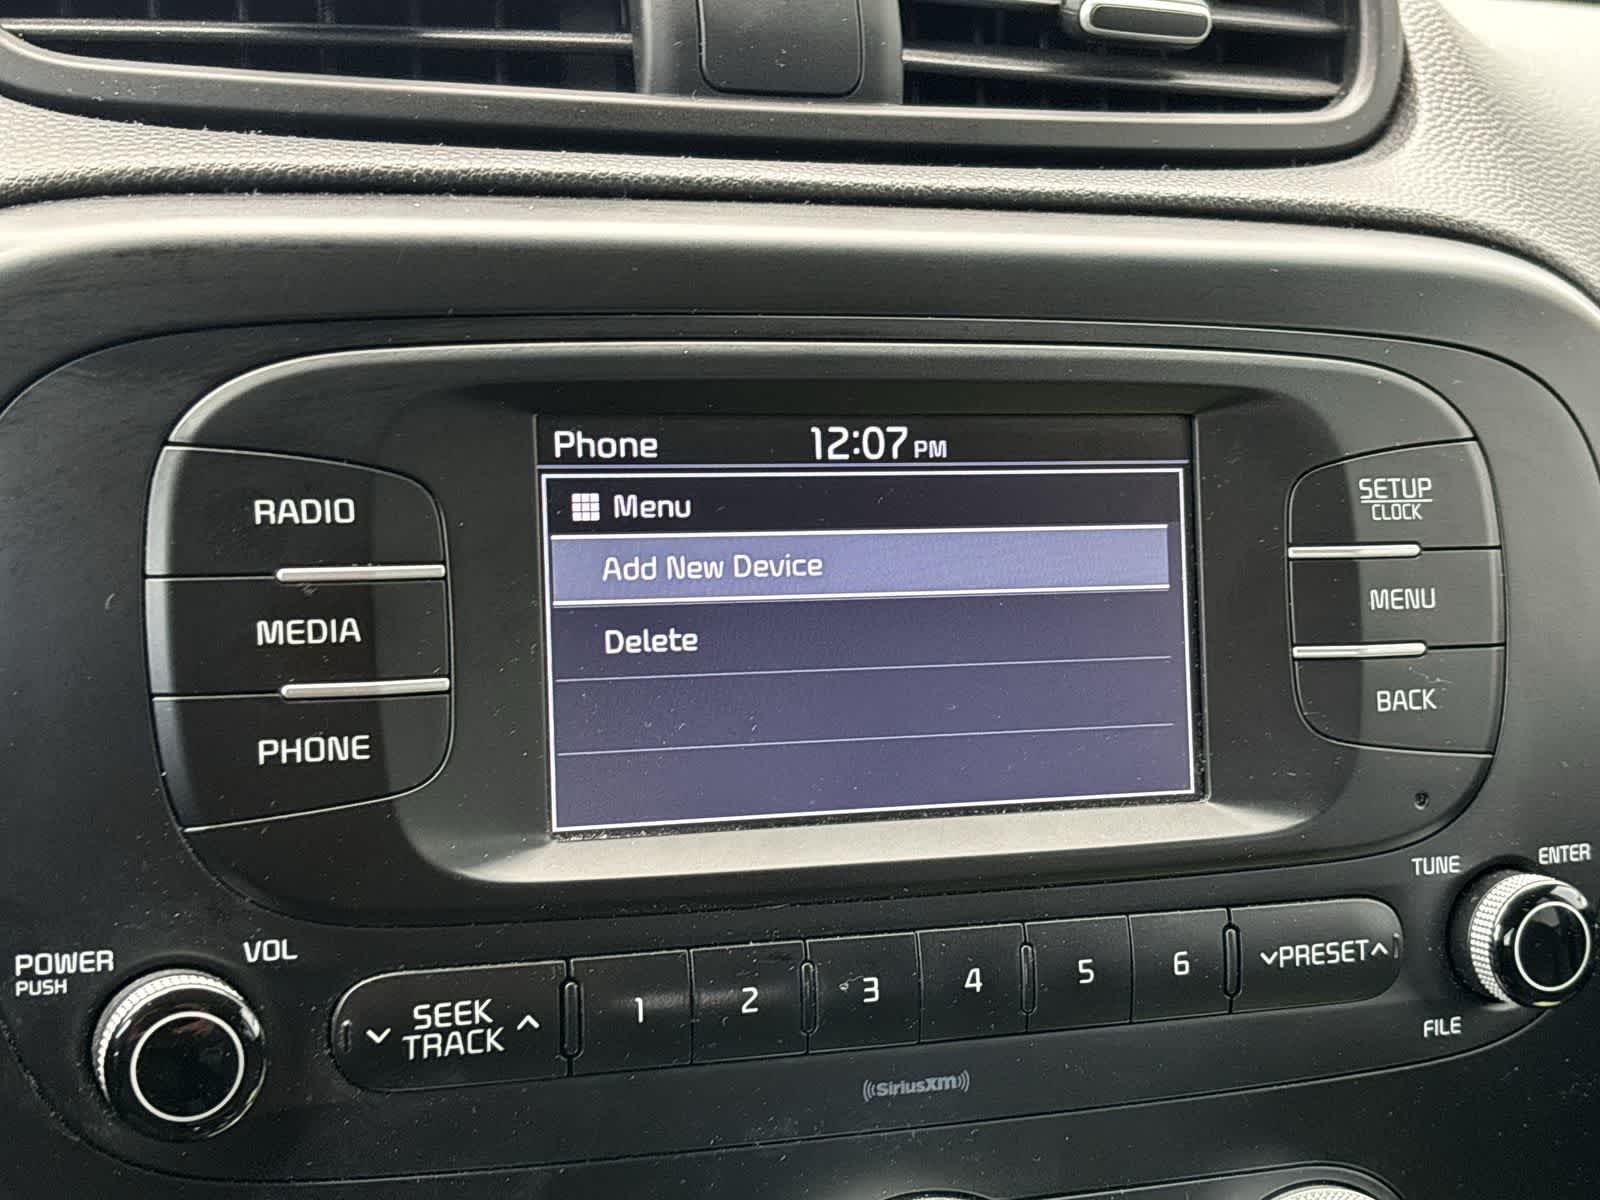 Phone 12:07 PM
Menu
Add New Device
Delete
RADIO
MEDIA
PHONE
SETUP
CLOCK
MENU
BACK
TUNE
ENTER
FILE
POWER
PUSH
VOL
SEEK
TRACK
1 2 3 4 5 6
PRESET
SiriusXM